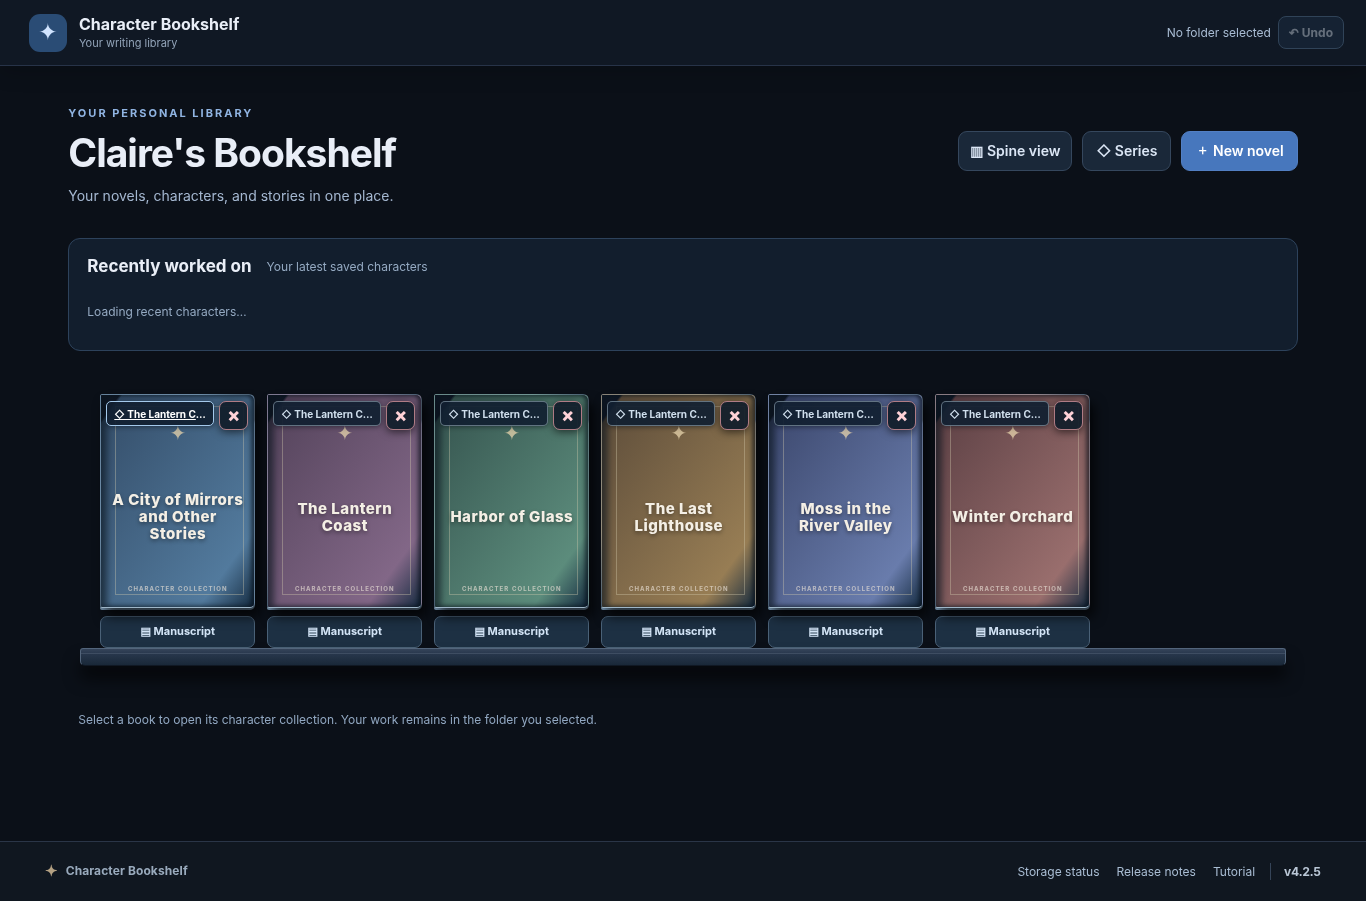 ✦ Character Bookshelf
Your writing library
No folder selected
↶ Undo
YOUR PERSONAL LIBRARY
Claire's Bookshelf
Your novels, characters, and stories in one place.
▥ Spine view
◇ Series
+ New novel
Recently worked on
Your latest saved characters
Loading recent characters...
◇ The Lantern C...
×
✦
A City of Mirrors
and Other
Stories
CHARACTER COLLECTION
▤ Manuscript
◇ The Lantern C...
×
✦
The Lantern
Coast
CHARACTER COLLECTION
▤ Manuscript
◇ The Lantern C...
×
✦
Harbor of Glass
CHARACTER COLLECTION
▤ Manuscript
◇ The Lantern C...
×
✦
The Last
Lighthouse
CHARACTER COLLECTION
▤ Manuscript
◇ The Lantern C...
×
✦
Moss in the
River Valley
CHARACTER COLLECTION
▤ Manuscript
◇ The Lantern C...
×
✦
Winter Orchard
CHARACTER COLLECTION
▤ Manuscript
Select a book to open its character collection. Your work remains in the folder you selected.
✦ Character Bookshelf
Storage status
Release notes
Tutorial
v4.2.5